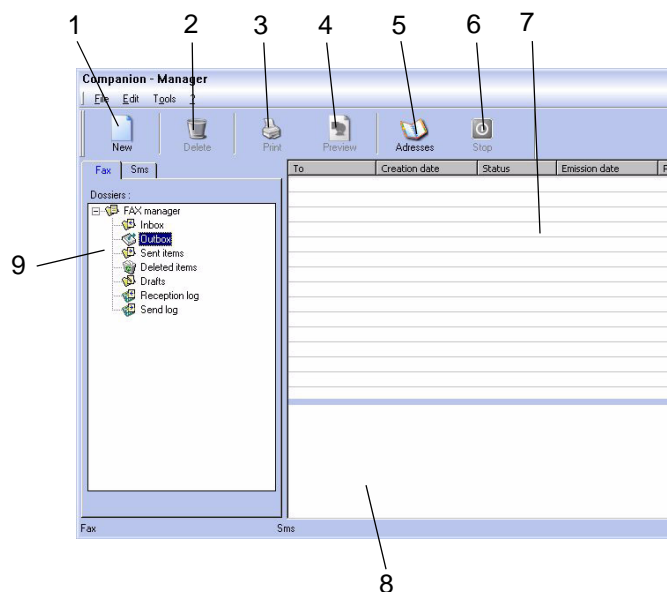 1 2 3 4 5 6 7
Companion - Manager
File Edit Tools ?
New Delete Print Preview Adresses Stop
Fax Sms
To Creation date Status Emission date P
Dossiers :
FAX manager
Inbox
Outbox
Sent items
Deleted items
Drafts
Reception log
Send log
9
Fax Sms
8